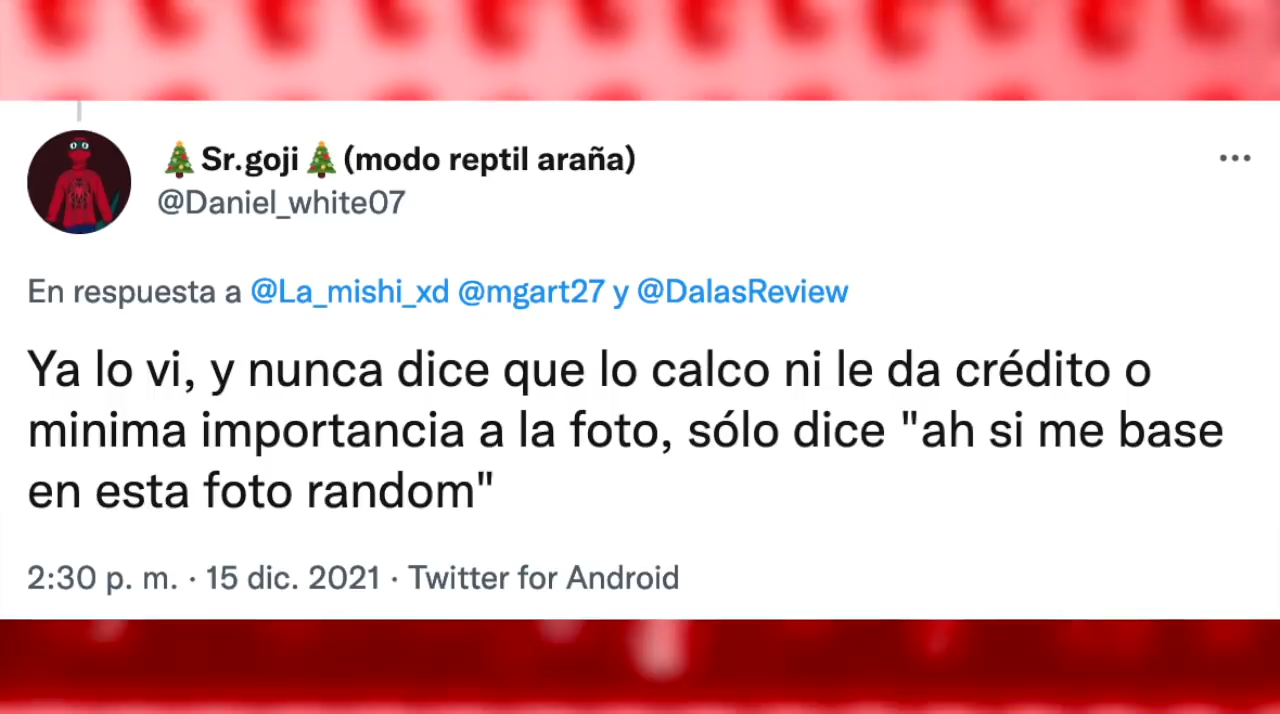 🎄Sr.goji🎄(modo reptil araña)
@Daniel_white07
En respuesta a @La_mishi_xd @mgart27 y @DalasReview
Ya lo vi, y nunca dice que lo calco ni le da crédito o
minima importancia a la foto, sólo dice "ah si me base
en esta foto random"
2:30 p. m. · 15 dic. 2021 · Twitter for Android